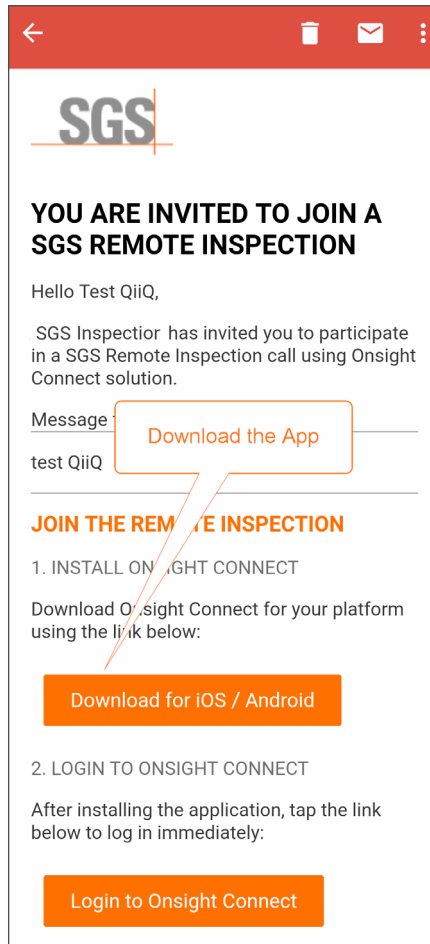 SGS
YOU ARE INVITED TO JOIN A
SGS REMOTE INSPECTION
Hello Test QiiQ,
SGS Inspectior has invited you to participate
in a SGS Remote Inspection call using Onsight
Connect solution.
Message
Download the App
test QiiQ
JOIN THE REM TE INSPECTION
1. INSTALL ON IGHT CONNECT
Download Onsight Connect for your platform
using the link below:
Download for iOS / Android
2. LOGIN TO ONSIGHT CONNECT
After installing the application, tap the link
below to log in immediately:
Login to Onsight Connect